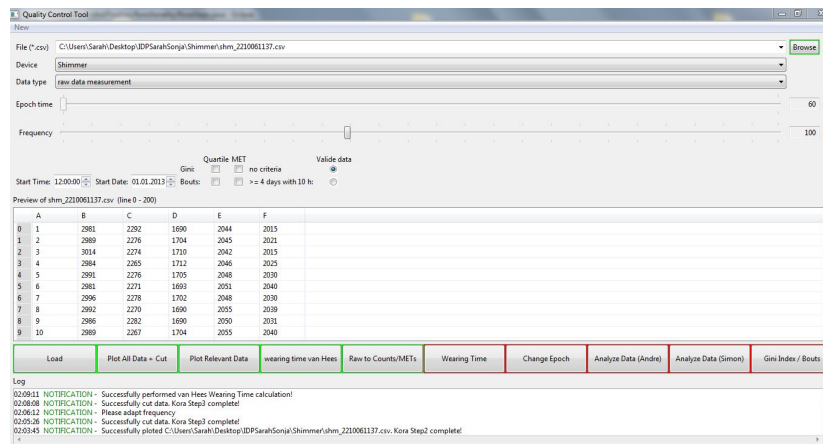 Quality Control Tool
New
File (*.csv) C:\Users\Sarah\Desktop\IDPSarahSonja\Shimmer\shm_2210061137.csv Browse
Device Shimmer
Data type raw data measurement
Epoch time 60
Frequency 100
Quartile MET Valide data
Gini: no criteria
Start Time: 12:00:00 Start Date: 01.01.2013 Bouts: >= 4 days with 10 h:
Preview of shm_2210061137.csv (line 0 - 200)
A B C D E F
0 1 2981 2292 1690 2044 2015
1 2 2989 2276 1704 2045 2021
2 3 3014 2274 1710 2042 2015
3 4 2984 2265 1712 2046 2025
4 5 2991 2276 1705 2048 2030
5 6 2981 2271 1693 2051 2040
6 7 2996 2278 1702 2048 2030
7 8 2992 2270 1690 2055 2039
8 9 2986 2282 1690 2050 2031
9 10 2989 2267 1704 2055 2040
Load Plot All Data + Cut Plot Relevant Data wearing time van Hees Raw to Counts/METs Wearing Time Change Epoch Analyze Data (Andre) Analyze Data (Simon) Gini Index / Bouts
Log
02:09:11 NOTIFICATION - Successfully performed van Hees Wearing Time calculation!
02:08:08 NOTIFICATION - Successfully cut data. Kora Step3 complete!
02:06:12 NOTIFICATION - Please adapt frequency
02:05:26 NOTIFICATION - Successfully cut data. Kora Step3 complete!
02:03:45 NOTIFICATION - Successfully ploted C:\Users\Sarah\Desktop\IDPSarahSonja\Shimmer\shm_2210061137.csv. Kora Step2 complete!